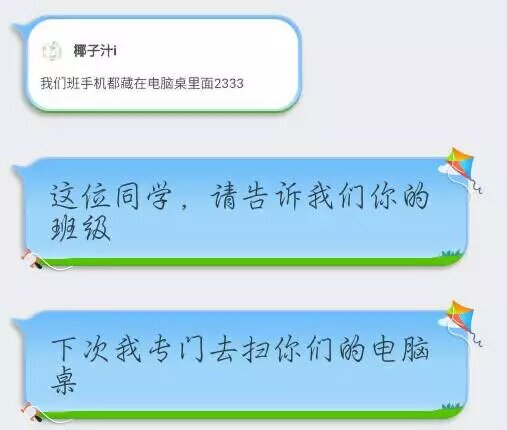 椰子汁i
我们班手机都藏在电脑桌里面2333
这位同学，请告诉我们你的
班级
下次我专门去扫你们的电脑
桌